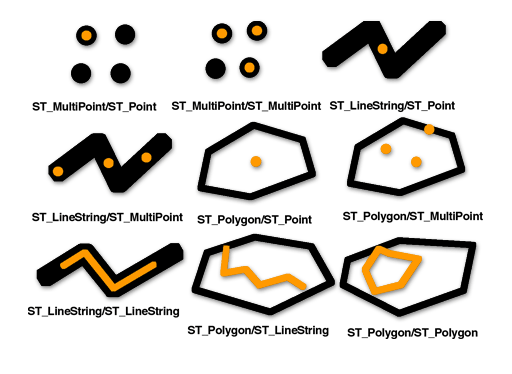 ST_MultiPoint/ST_Point
ST_MultiPoint/ST_MultiPoint
ST_LineString/ST_Point
ST_LineString/ST_MultiPoint
ST_Polygon/ST_Point
ST_Polygon/ST_MultiPoint
ST_LineString/ST_LineString
ST_Polygon/ST_LineString
ST_Polygon/ST_Polygon